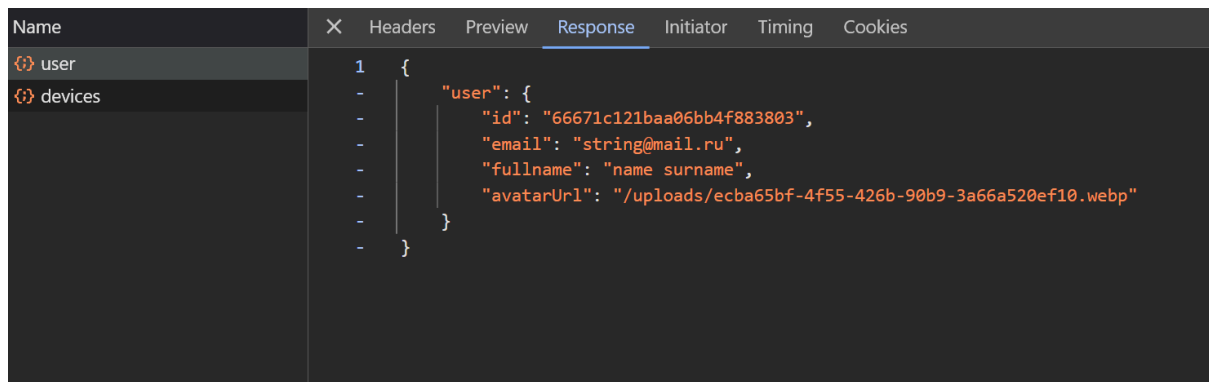 Name
Headers Preview Response Initiator Timing Cookies
{;} user
{;} devices
1 {
- "user": {
- "id": "66671c121baa06bb4f883803",
- "email": "string@mail.ru",
- "fullname": "name surname",
- "avatarUrl": "/uploads/ecba65bf-4f55-426b-90b9-3a66a520ef10.webp"
- }
- }